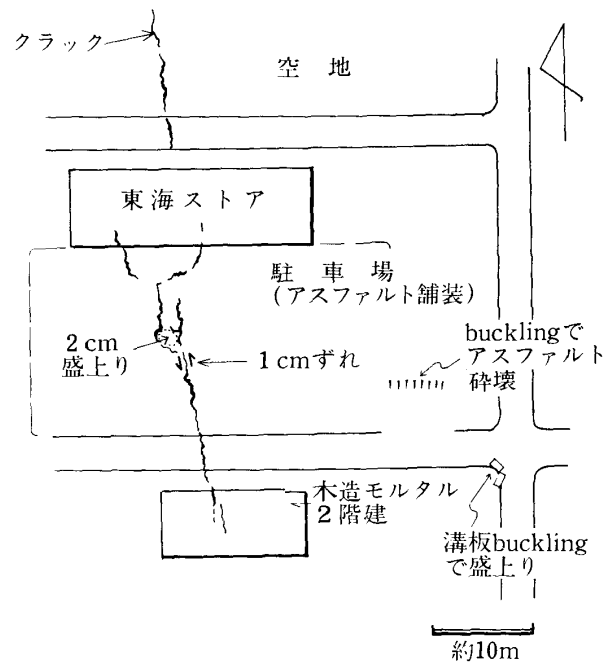 クラック
空地
東海ストア
駐車場
(アスファルト舗装)
bucklingで
アスファルト
砕壊
2cm
盛上り
1cmずれ
木造モルタル
2階建
溝板buckling
で盛上り
約10m